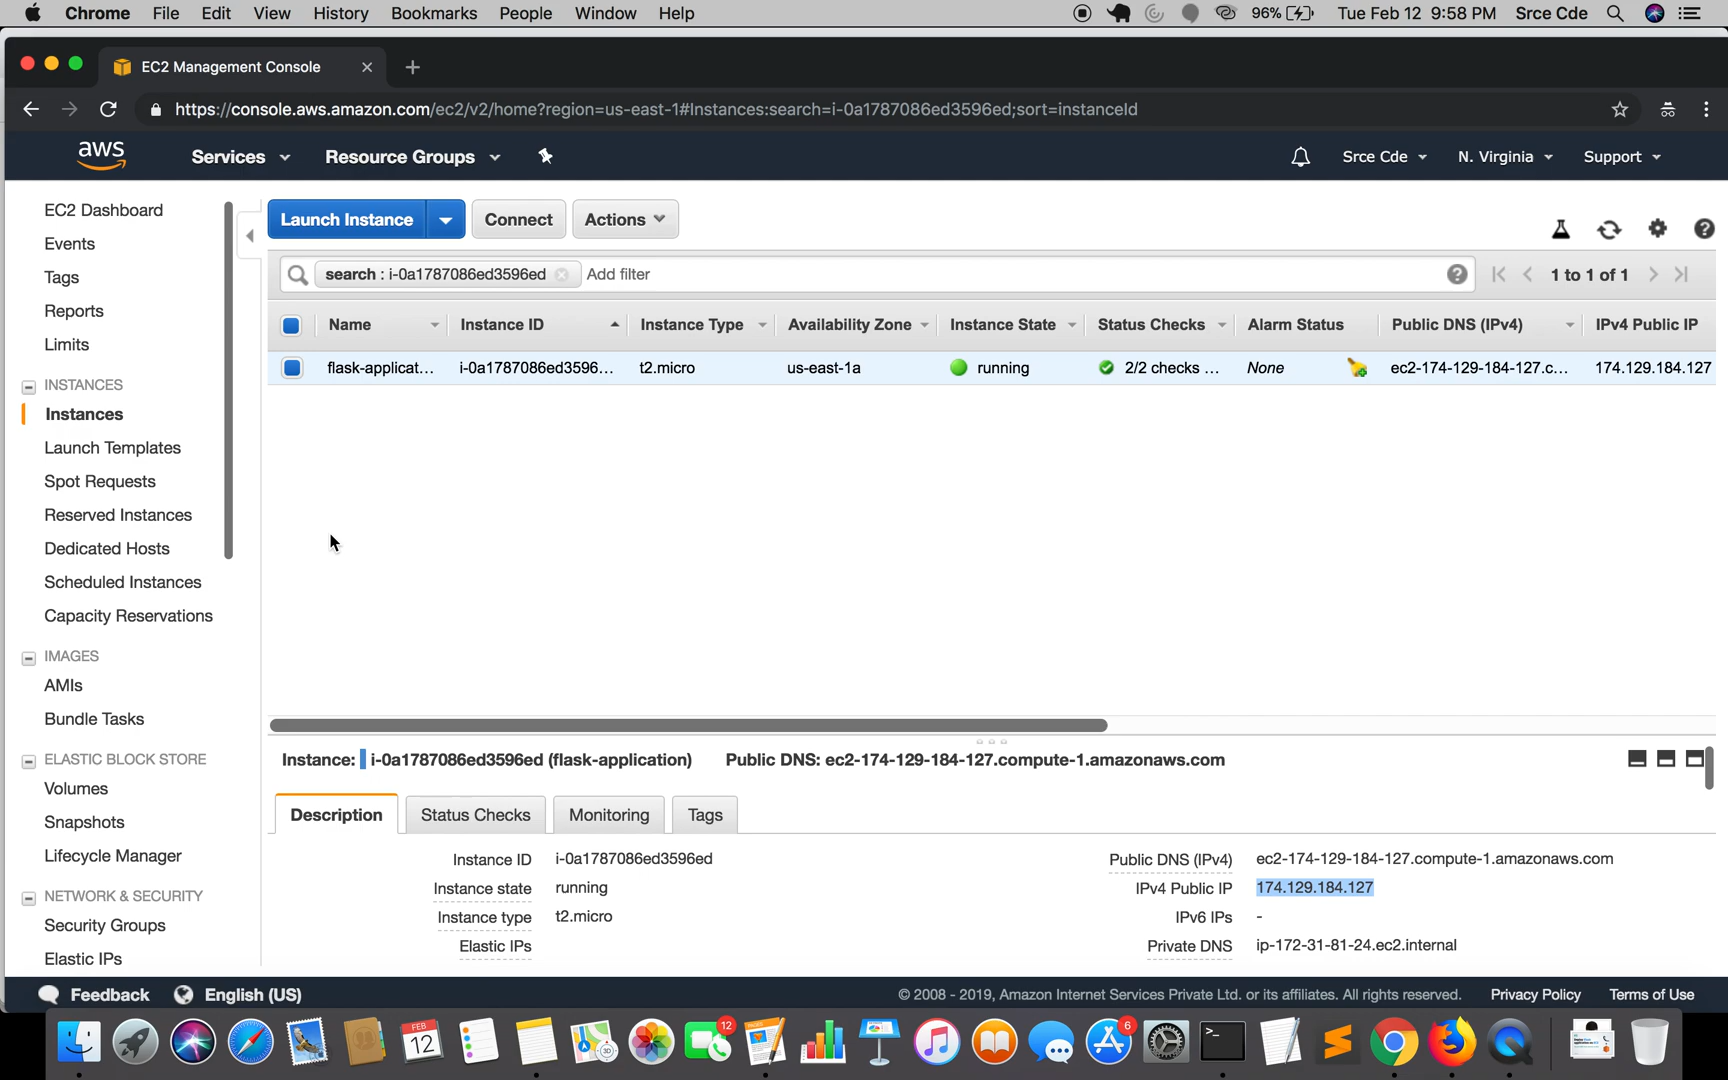 Chrome File Edit View History Bookmarks People Window Help 96% Tue Feb 12 9:58 PM Srce Cde
EC2 Management Console
https://console.aws.amazon.com/ec2/v2/home?region=us-east-1#Instances:search=i-0a1787086ed3596ed;sort=instanceId
aws Services Resource Groups Srce Cde N. Virginia Support
EC2 Dashboard
Events
Tags
Reports
Limits
INSTANCES
Instances
Launch Templates
Spot Requests
Reserved Instances
Dedicated Hosts
Scheduled Instances
Capacity Reservations
IMAGES
AMIs
Bundle Tasks
ELASTIC BLOCK STORE
Volumes
Snapshots
Lifecycle Manager
NETWORK & SECURITY
Security Groups
Elastic IPs
Launch Instance Connect Actions
search : i-0a1787086ed3596ed Add filter 1 to 1 of 1
Name Instance ID Instance Type Availability Zone Instance State Status Checks Alarm Status Public DNS (IPv4) IPv4 Public IP
flask-applicat... i-0a1787086ed3596... t2.micro us-east-1a running 2/2 checks ... None ec2-174-129-184-127.c... 174.129.184.127
Instance: i-0a1787086ed3596ed (flask-application) Public DNS: ec2-174-129-184-127.compute-1.amazonaws.com
Description Status Checks Monitoring Tags
Instance ID i-0a1787086ed3596ed Public DNS (IPv4) ec2-174-129-184-127.compute-1.amazonaws.com
Instance state running IPv4 Public IP 174.129.184.127
Instance type t2.micro IPv6 IPs -
Elastic IPs Private DNS ip-172-31-81-24.ec2.internal
Feedback English (US) © 2008 - 2019, Amazon Internet Services Private Ltd. or its affiliates. All rights reserved. Privacy Policy Terms of Use
FEB
12
12
6